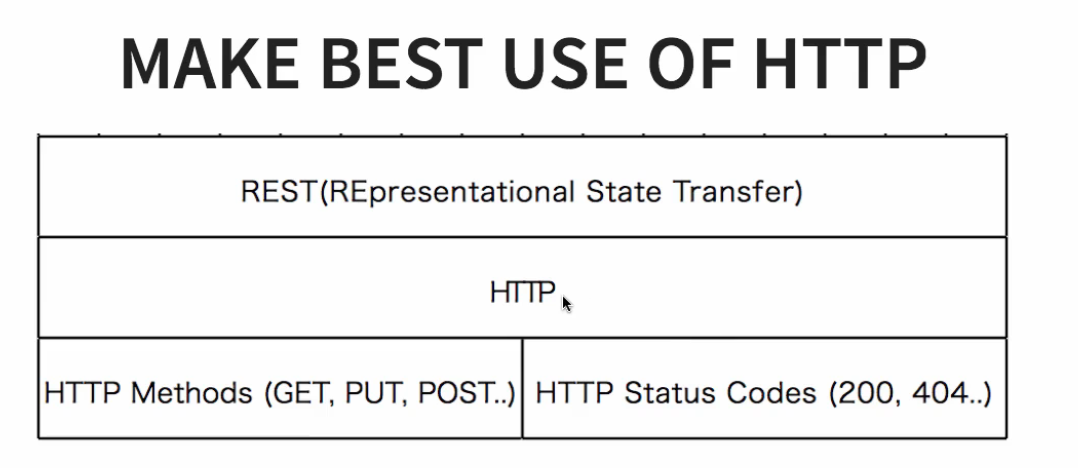 MAKE BEST USE OF HTTP
REST(REpresentational State Transfer)
HTTP
HTTP Methods (GET, PUT, POST..)
HTTP Status Codes (200, 404..)